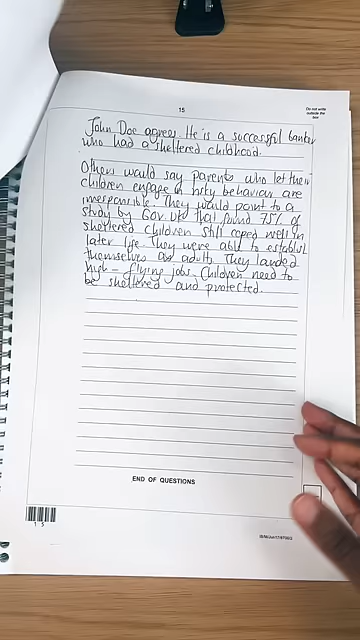 15
Do not write
outside the
box
John Doe agrees. He is a successful banker
who had a sheltered childhood.
Others would say parents who let their
children engage in risky behaviour are
irresponsible. They would point to a
study by Gov.uk that found 75% of
sheltered children still coped well in
later life. They were able to establish
themselves as adults. They landed
high-flying jobs. Children need to
be sheltered and protected.
END OF QUESTIONS
15